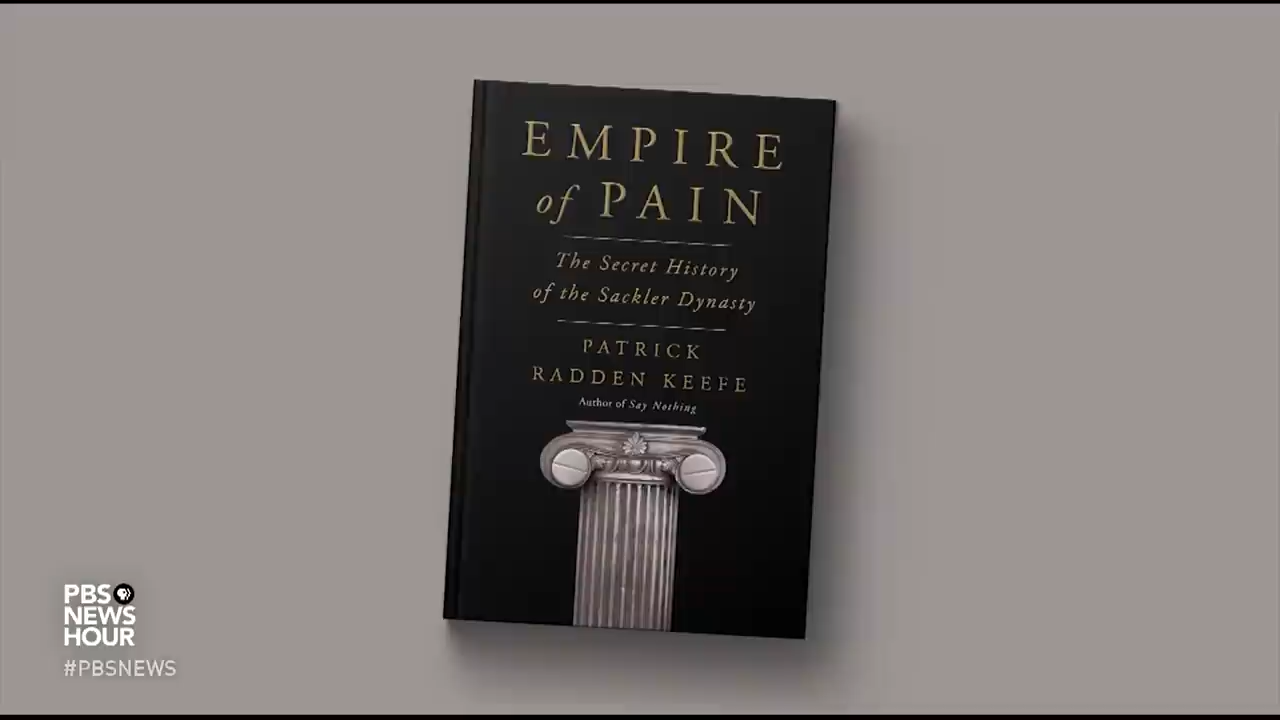 EMPIRE
of PAIN
The Secret History
of the Sackler Dynasty
PATRICK
RADDEN KEEFE
Author of Say Nothing
PBS
NEWS
HOUR
#PBSNEWS